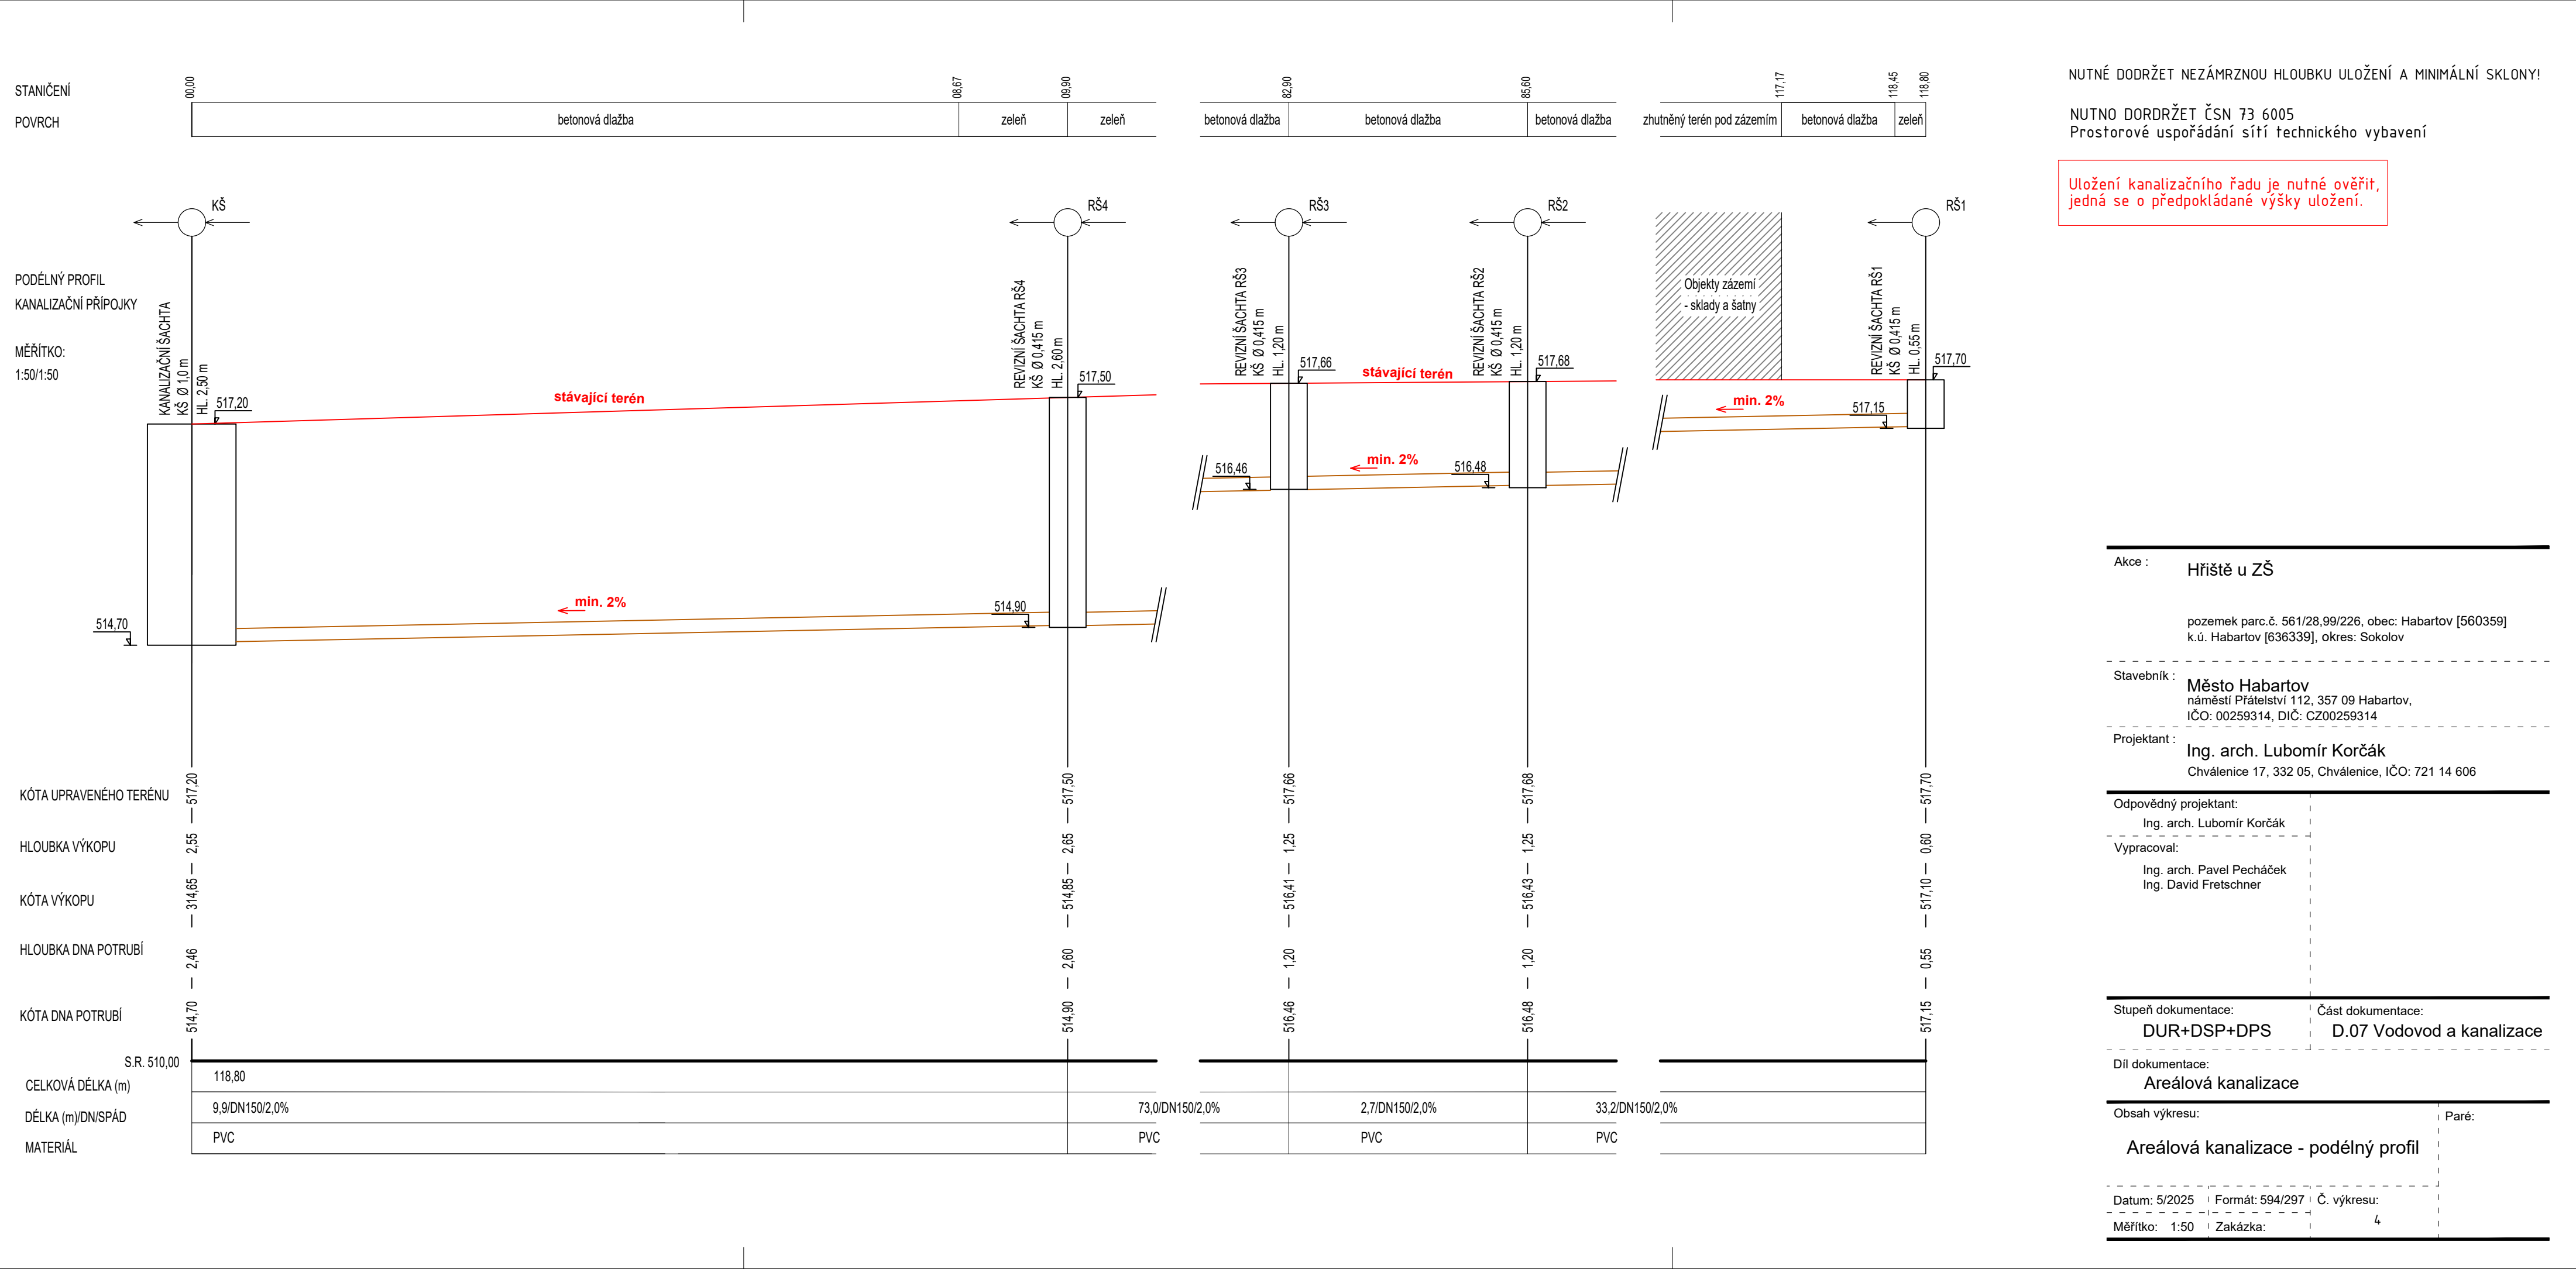 STANIČENÍ
00,00
08,67
09,90
82,90
85,60
117,17
118,45
118,80
POVRCH
betonová dlažba
zeleň
zeleň
betonová dlažba
betonová dlažba
betonová dlažba
zhutněný terén pod zázemím
betonová dlažba
zeleň
NUTNÉ DODRŽET NEZÁMRZNOU HLOUBKU ULOŽENÍ A MINIMÁLNÍ SKLONY!
NUTNO DORDRŽET ČSN 73 6005
Prostorové uspořádání sítí technického vybavení
Uložení kanalizačního řadu je nutné ověřit,
jedná se o předpokládané výšky uložení.
KŠ
RŠ4
RŠ3
RŠ2
RŠ1
PODÉLNÝ PROFIL
KANALIZAČNÍ PŘÍPOJKY
MĚŘÍTKO:
1:50/1:50
KANALIZAČNÍ ŠACHTA
KŠ Ø 1,0 m
HL. 2,50 m
517,20
stávající terén
REVIZNÍ ŠACHTA RŠ4
KŠ Ø 0,415 m
HL. 2,60 m
517,50
REVIZNÍ ŠACHTA RŠ3
KŠ Ø 0,415 m
HL. 1,20 m
517,66
stávající terén
REVIZNÍ ŠACHTA RŠ2
KŠ Ø 0,415 m
HL. 1,20 m
517,68
Objekty zázemí
- sklady a šatny
REVIZNÍ ŠACHTA RŠ1
KŠ Ø 0,415 m
HL. 0,55 m
517,70
min. 2%
517,15
516,46
min. 2%
516,48
514,70
min. 2%
514,90
KÓTA UPRAVENÉHO TERÉNU
517,20
517,50
517,66
517,68
517,70
HLOUBKA VÝKOPU
2,55
2,65
1,25
1,25
0,60
KÓTA VÝKOPU
314,65
514,85
516,41
516,43
517,10
HLOUBKA DNA POTRUBÍ
2,46
2,60
1,20
1,20
0,55
KÓTA DNA POTRUBÍ
514,70
514,90
516,46
516,48
517,15
S.R. 510,00
CELKOVÁ DÉLKA (m)
118,80
DÉLKA (m)/DN/SPÁD
9,9/DN150/2,0%
73,0/DN150/2,0%
2,7/DN150/2,0%
33,2/DN150/2,0%
MATERIÁL
PVC
PVC
PVC
PVC
Akce :
Hřiště u ZŠ
pozemek parc.č. 561/28,99/226, obec: Habartov [560359]
k.ú. Habartov [636339], okres: Sokolov
Stavebník :
Město Habartov
náměstí Přátelství 112, 357 09 Habartov,
IČO: 00259314, DIČ: CZ00259314
Projektant :
Ing. arch. Lubomír Korčák
Chválenice 17, 332 05, Chválenice, IČO: 721 14 606
Odpovědný projektant:
Ing. arch. Lubomír Korčák
Vypracoval:
Ing. arch. Pavel Pecháček
Ing. David Fretschner
Stupeň dokumentace:
DUR+DSP+DPS
Část dokumentace:
D.07 Vodovod a kanalizace
Díl dokumentace:
Areálová kanalizace
Obsah výkresu:
Paré:
Areálová kanalizace - podélný profil
Datum: 5/2025
Formát: 594/297
Č. výkresu:
4
Měřítko: 1:50
Zakázka: